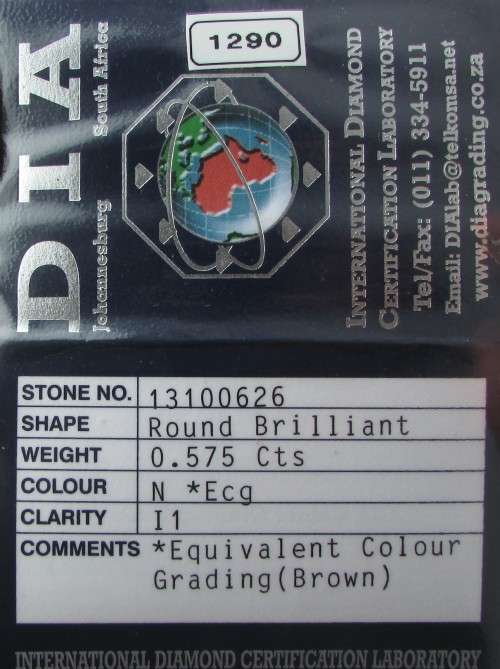 1290
DIA
Johannesburg South Africa
INTERNATIONAL DIAMOND
CERTIFICATION LABORATORY
Tel/Fax: (011) 334-5911
Email: DIAlab@telkomsa.net
www.diagrading.co.za
STONE NO. 13100626
SHAPE Round Brilliant
WEIGHT 0.575 Cts
COLOUR N *Ecg
CLARITY I1
COMMENTS *Equivalent Colour
Grading(Brown)
INTERNATIONAL DIAMOND CERTIFICATION LABORATORY